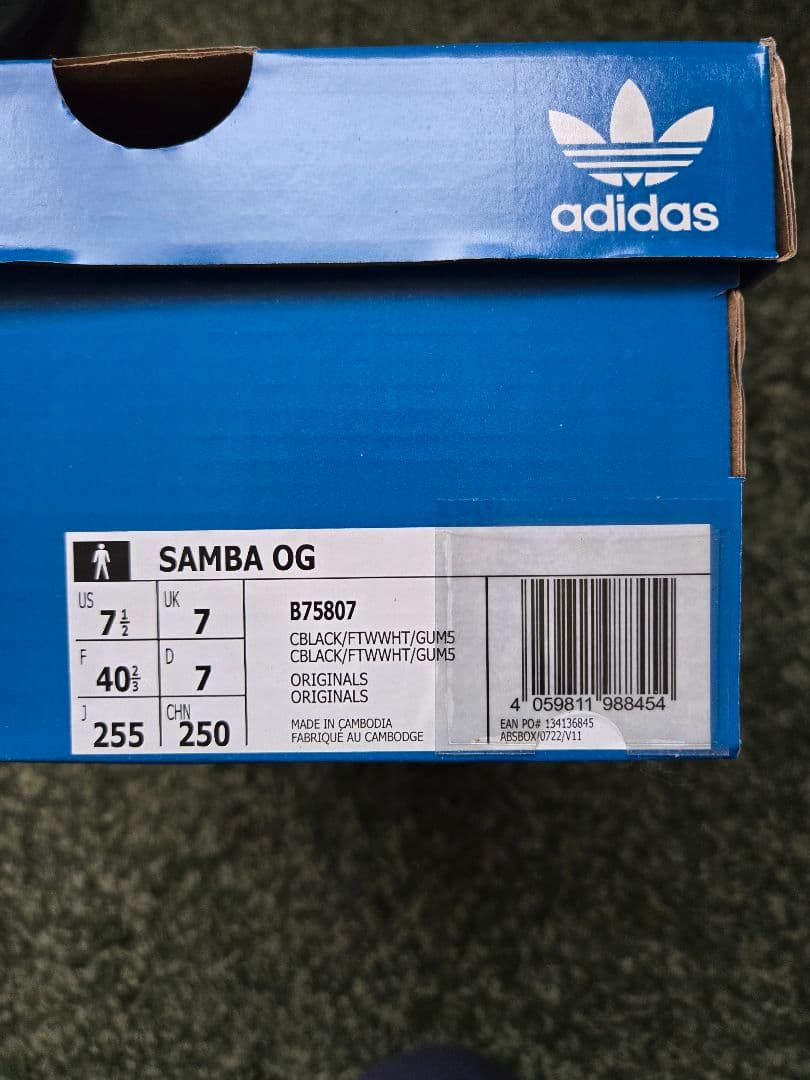 adidas
SAMBA OG
US 7½
UK 7
F 40⅔
D 7
J 255
CHN 250
B75807
CBLACK/FTWWHT/GUM5
CBLACK/FTWWHT/GUM5
ORIGINALS
ORIGINALS
MADE IN CAMBODIA
FABRIQUÉ AU CAMBODGE
4 059811 988454
EAN PO# 134136845
ABSBOX/0722/V11